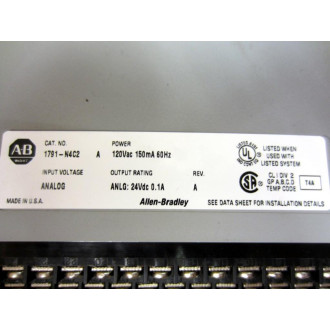 AB
CAT. NO. POWER
1791-N4C2 A 120Vac 150mA 60Hz
INPUT VOLTAGE OUTPUT RATING REV.
ANALOG ANLG: 24Vdc 0.1A A
MADE IN U.S.A. Allen-Bradley
UL
LISTED WHEN
USED WITH
LISTED SYSTEM
SA
CL I DIV 2
GP A,B,C,D
TEMP CODE T4A
SEE DATA SHEET FOR INSTALLATION DETAILS